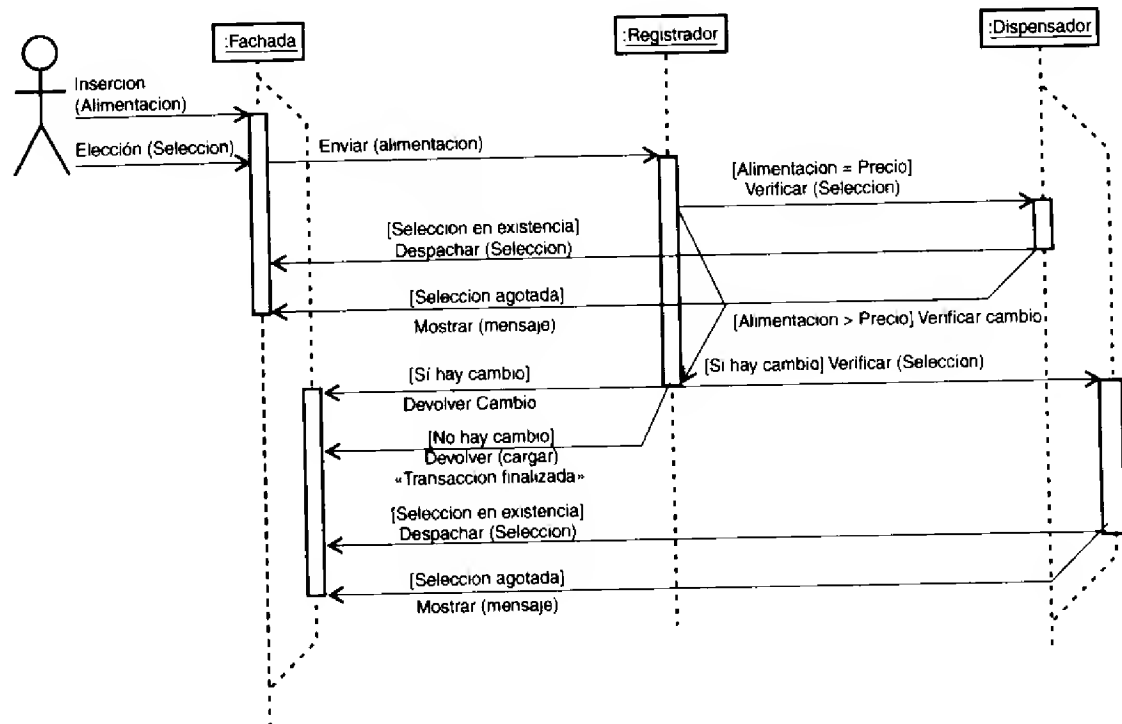 :Fachada
:Registrador
:Dispensador
Insercion
(Alimentacion)
Elección (Seleccion)
Enviar (alimentacion)
[Alimentacion = Precio]
Verificar (Seleccion)
[Seleccion en existencia]
Despachar (Seleccion)
[Seleccion agotada]
Mostrar (mensaje)
[Alimentacion > Precio] Verificar cambio
[Si hay cambio] Verificar (Seleccion)
[Sí hay cambio]
Devolver Cambio
[No hay cambio]
Devolver (cargar)
«Transaccion finalizada»
[Seleccion en existencia]
Despachar (Seleccion)
[Seleccion agotada]
Mostrar (mensaje)